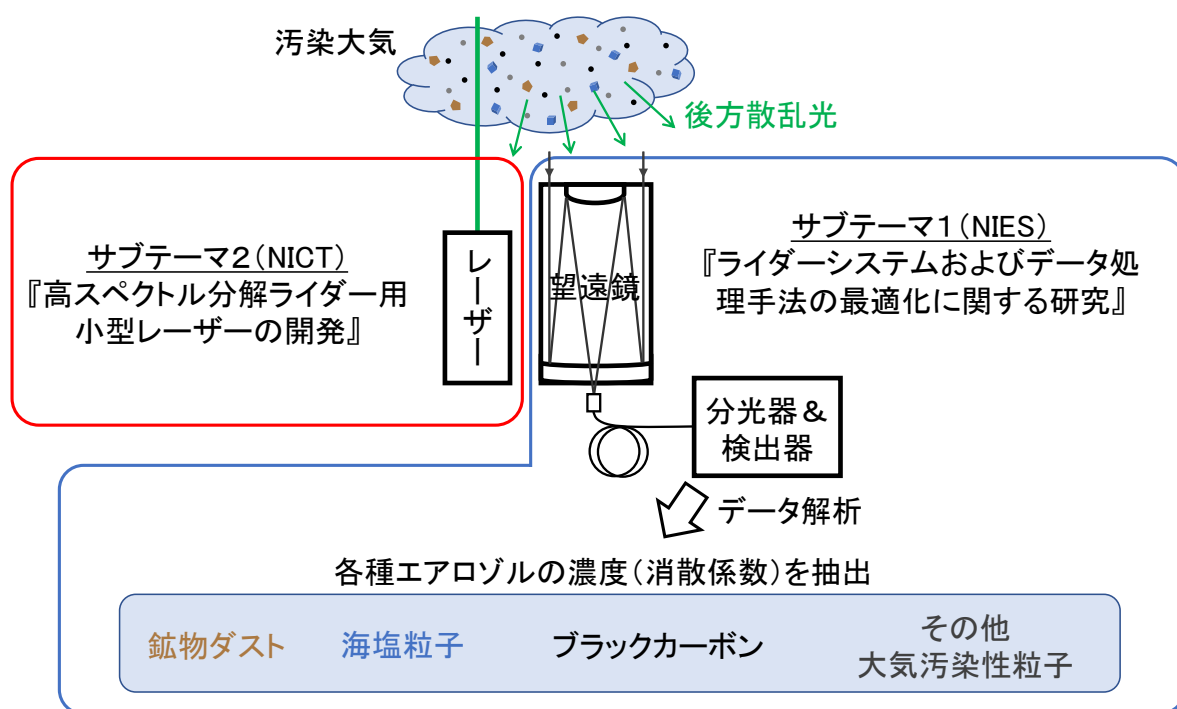 汚染大気
後方散乱光
サブテーマ２（NICT）
『高スペクトル分解ライダー用
小型レーザーの開発』
レーザー
望遠鏡
サブテーマ１（NIES）
『ライダーシステムおよびデータ処
理手法の最適化に関する研究』
分光器＆
検出器
データ解析
各種エアロゾルの濃度（消散係数）を抽出
鉱物ダスト
海塩粒子
ブラックカーボン
その他
大気汚染性粒子